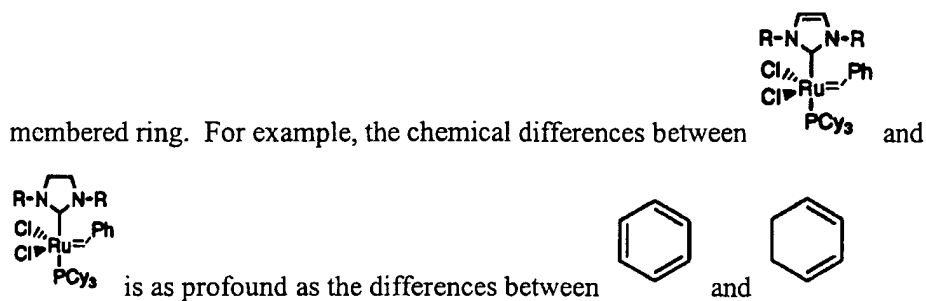 R-N N-R
Cl Ru Ph
Cl
PCy3
membered ring. For example, the chemical differences between and
R-N N-R
Cl Ru Ph
Cl
PCy3
is as profound as the differences between and